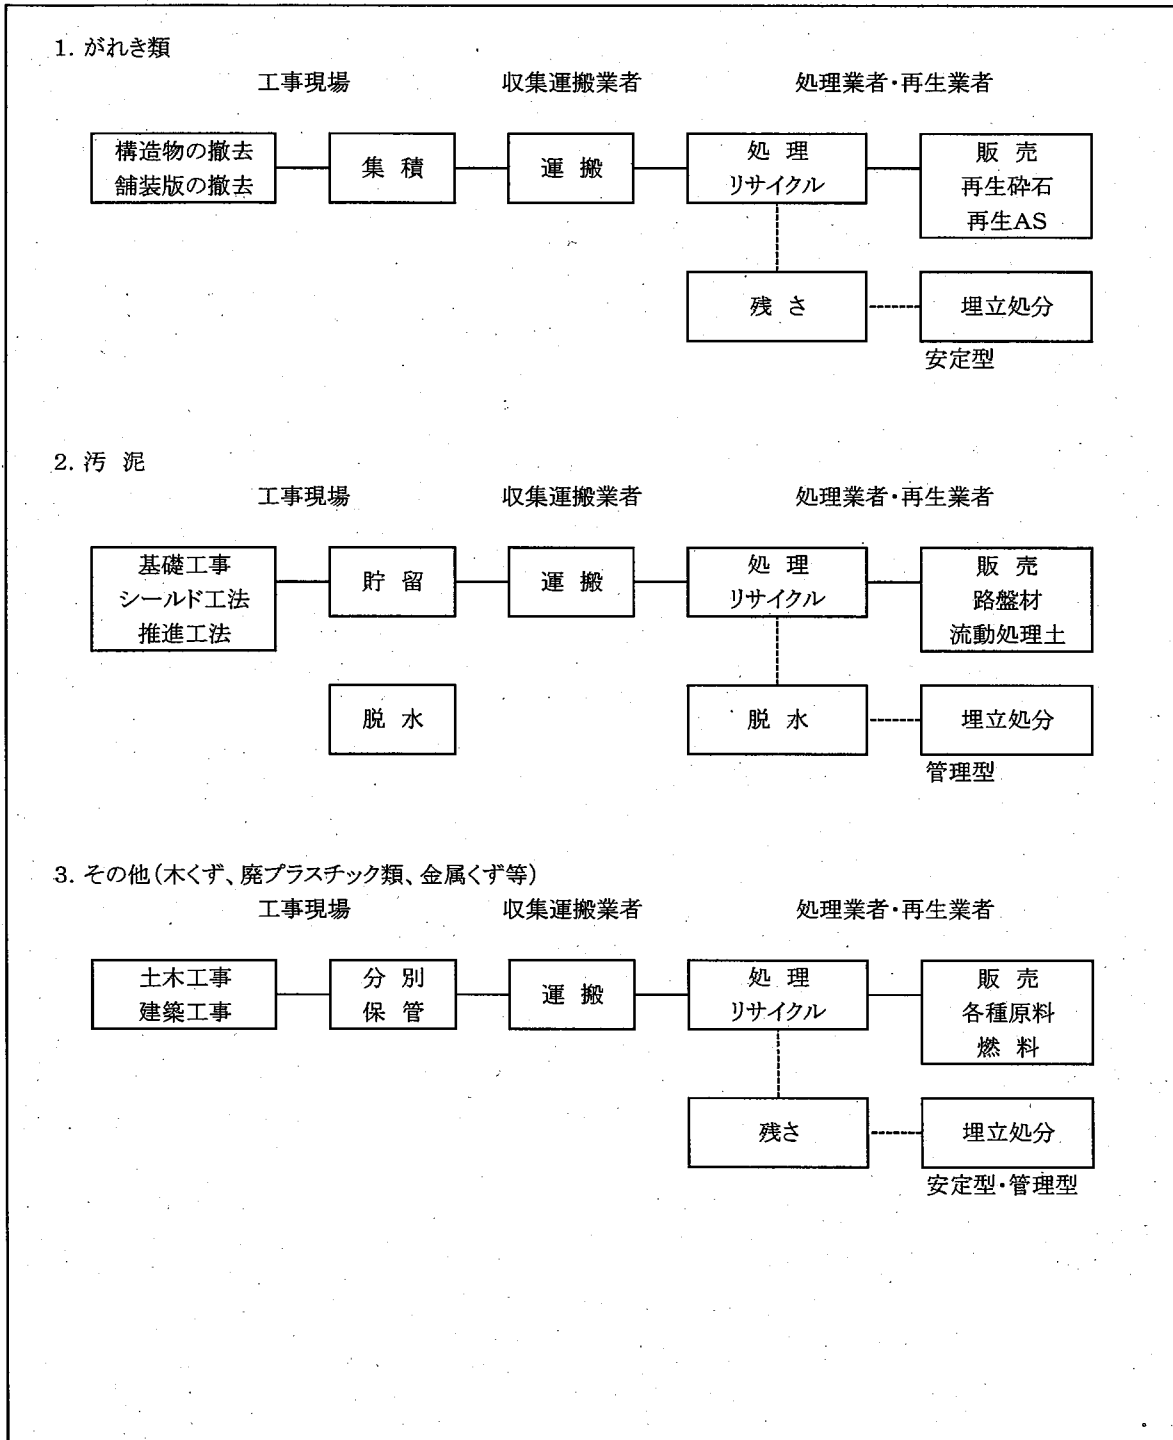 1. がれき類
工事現場 収集運搬業者 処理業者・再生業者
構造物の撤去
舗装版の撤去
集 積
運 搬
処 理
リサイクル
販 売
再生砕石
再生AS
残 さ
埋立処分
安定型
2. 汚 泥
工事現場 収集運搬業者 処理業者・再生業者
基礎工事
シールド工法
推進工法
貯 留
運 搬
処 理
リサイクル
販 売
路盤材
流動処理土
脱 水
脱 水
埋立処分
管理型
3. その他(木くず、廃プラスチック類、金属くず等)
工事現場 収集運搬業者 処理業者・再生業者
土木工事
建築工事
分 別
保 管
運 搬
処 理
リサイクル
販 売
各種原料
燃 料
残さ
埋立処分
安定型・管理型